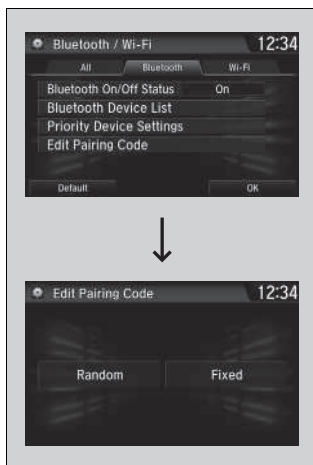 Bluetooth / Wi-Fi 12:34
All Bluetooth Wi-Fi
Bluetooth On/Off Status On
Bluetooth Device List
Priority Device Settings
Edit Pairing Code
Default OK
Edit Pairing Code 12:34
Random Fixed